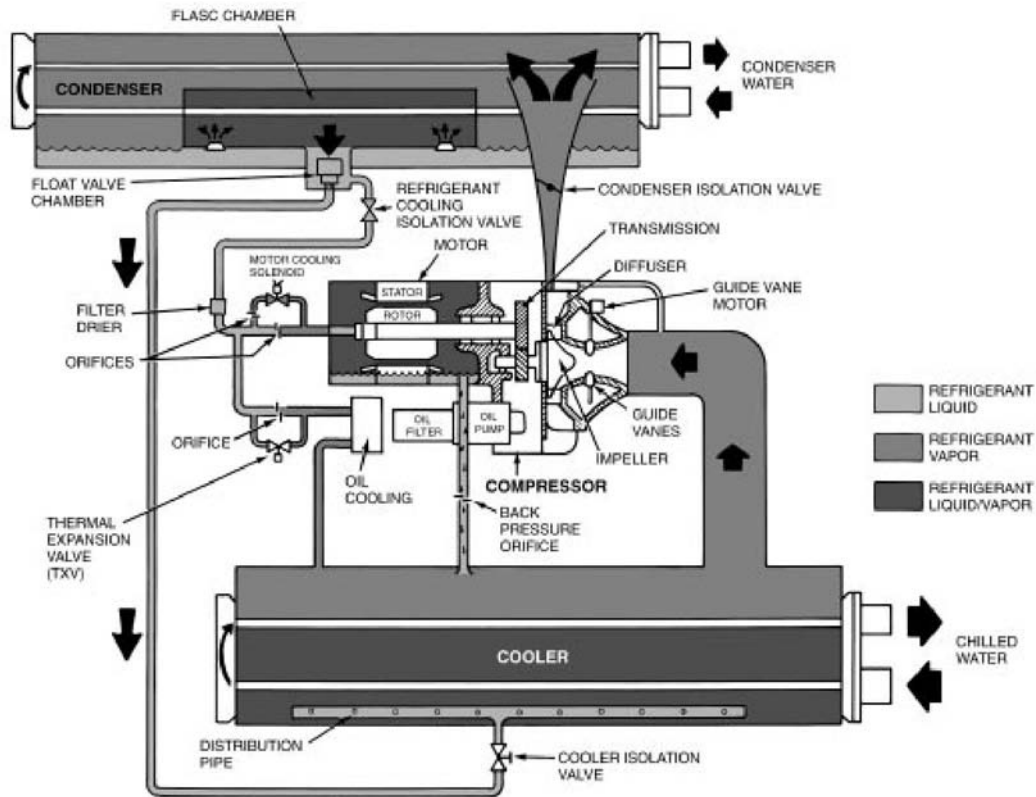 FLASC CHAMBER
CONDENSER
CONDENSER
WATER
FLOAT VALVE
CHAMBER
REFRIGERANT
COOLING
ISOLATION VALVE
CONDENSER ISOLATION VALVE
TRANSMISSION
MOTOR
DIFFUSER
MOTOR COOLING
SOLENOID
GUIDE VANE
MOTOR
STATOR
ROTOR
FILTER
DRIER
ORIFICES
REFRIGERANT
LIQUID
ORIFICE
OIL
FILTER
OIL
PUMP
GUIDE
VANES
REFRIGERANT
VAPOR
IMPELLER
OIL
COOLING
COMPRESSOR
REFRIGERANT
LIQUID/VAPOR
BACK
PRESSURE
ORIFICE
THERMAL
EXPANSION
VALVE
(TXV)
COOLER
CHILLED
WATER
DISTRIBUTION
PIPE
COOLER ISOLATION
VALVE